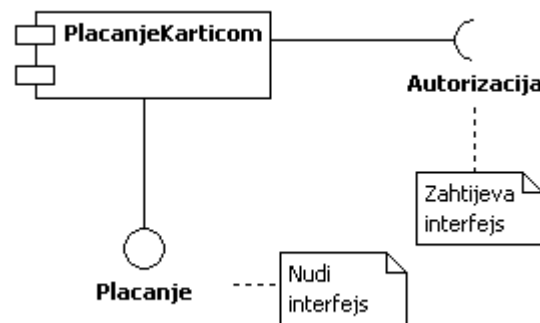 PlacanjeKarticom
Autorizacija
Zahtijeva
interfejs
Placanje
Nudi
interfejs